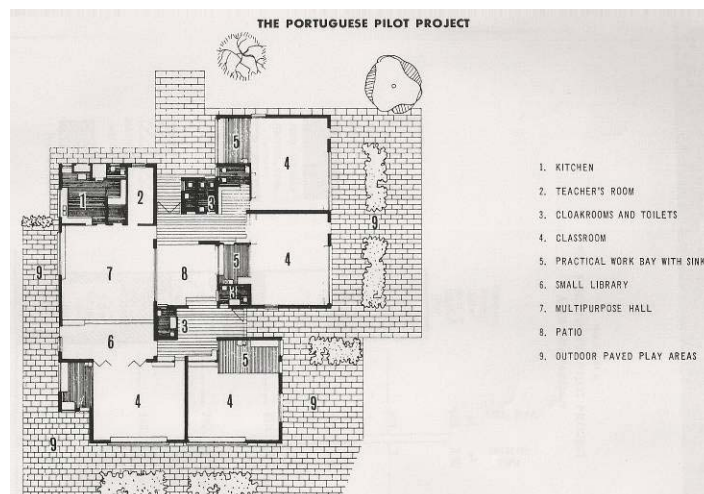 THE PORTUGUESE PILOT PROJECT
5
4
1
2
3
1. KITCHEN
2. TEACHER'S ROOM
3. CLOAKROOMS AND TOILETS
4. CLASSROOM
5. PRACTICAL WORK BAY WITH SINK
6. SMALL LIBRARY
7. MULTIPURPOSE HALL
8. PATIO
9. OUTDOOR PAVED PLAY AREAS
9
9
7
8
5
4
3
3
6
5
4
4
9
9